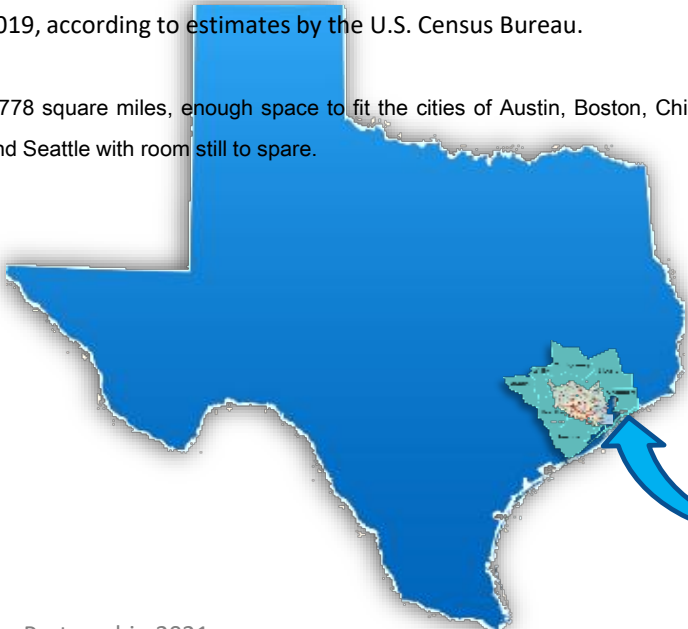 019, according to estimates by the U.S. Census Bureau.
778 square miles, enough space to fit the cities of Austin, Boston, Chi
nd Seattle with room still to spare.